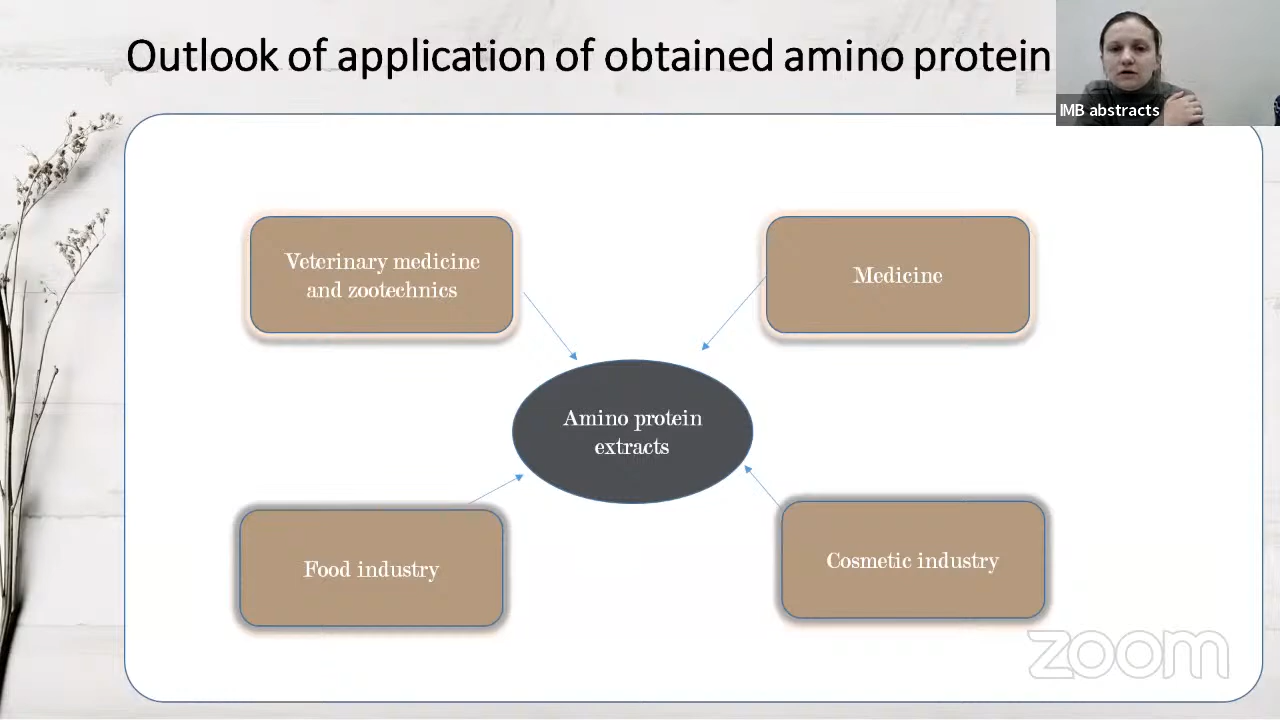 Outlook of application of obtained amino protein
IMB abstracts
Veterinary medicine
and zootechnics
Medicine
Amino protein
extracts
Food industry
Cosmetic industry
zoom